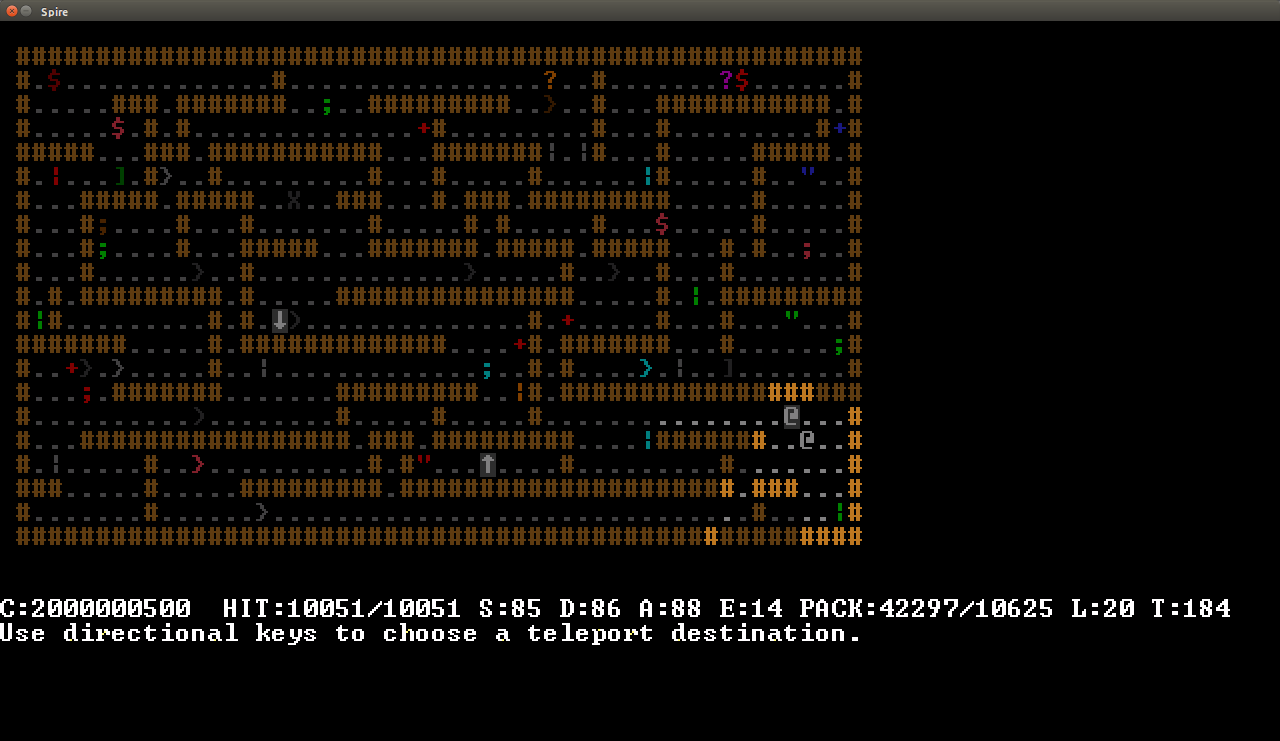 Spire
C:2000000500 HIT:10051/10051 S:85 D:86 A:88 E:14 PACK:42297/10625 L:20 T:184
Use directional keys to choose a teleport destination.